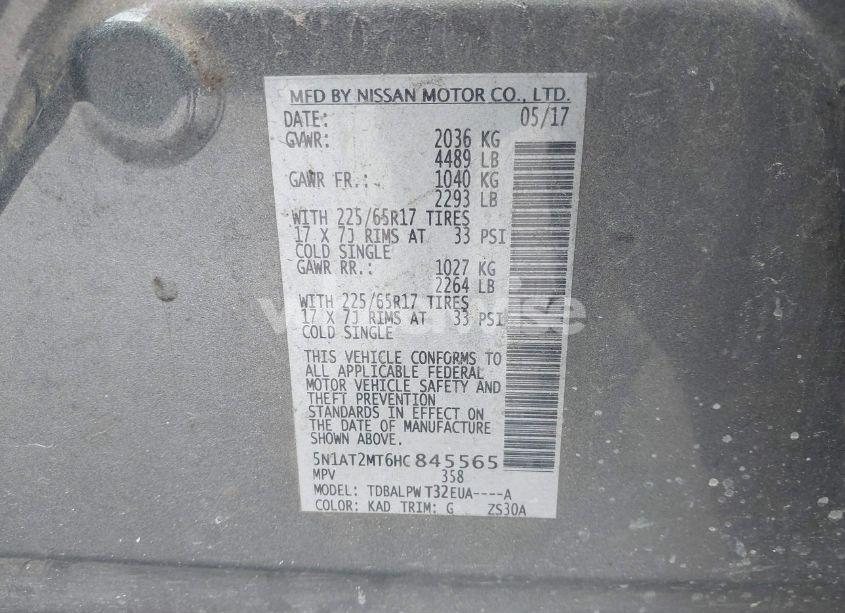 MFD BY NISSAN MOTOR CO., LTD.
DATE: 05/17
GVWR: 2036 KG
4489 LB
GAWR FR.: 1040 KG
2293 LB
WITH 225/65R17 TIRES
17 X 7J RIMS AT 33 PSI
COLD SINGLE
GAWR RR.: 1027 KG
2264 LB
WITH 225/65R17 TIRES
17 X 7J RIMS AT 33 PSI
COLD SINGLE
THIS VEHICLE CONFORMS TO
ALL APPLICABLE FEDERAL
MOTOR VEHICLE SAFETY AND
THEFT PREVENTION
STANDARDS IN EFFECT ON
THE DATE OF MANUFACTURE
SHOWN ABOVE.
5N1AT2MT6HC845565
MPV 358
MODEL: TDBALPW T32EUA----A
COLOR: KAD TRIM: G ZS30A